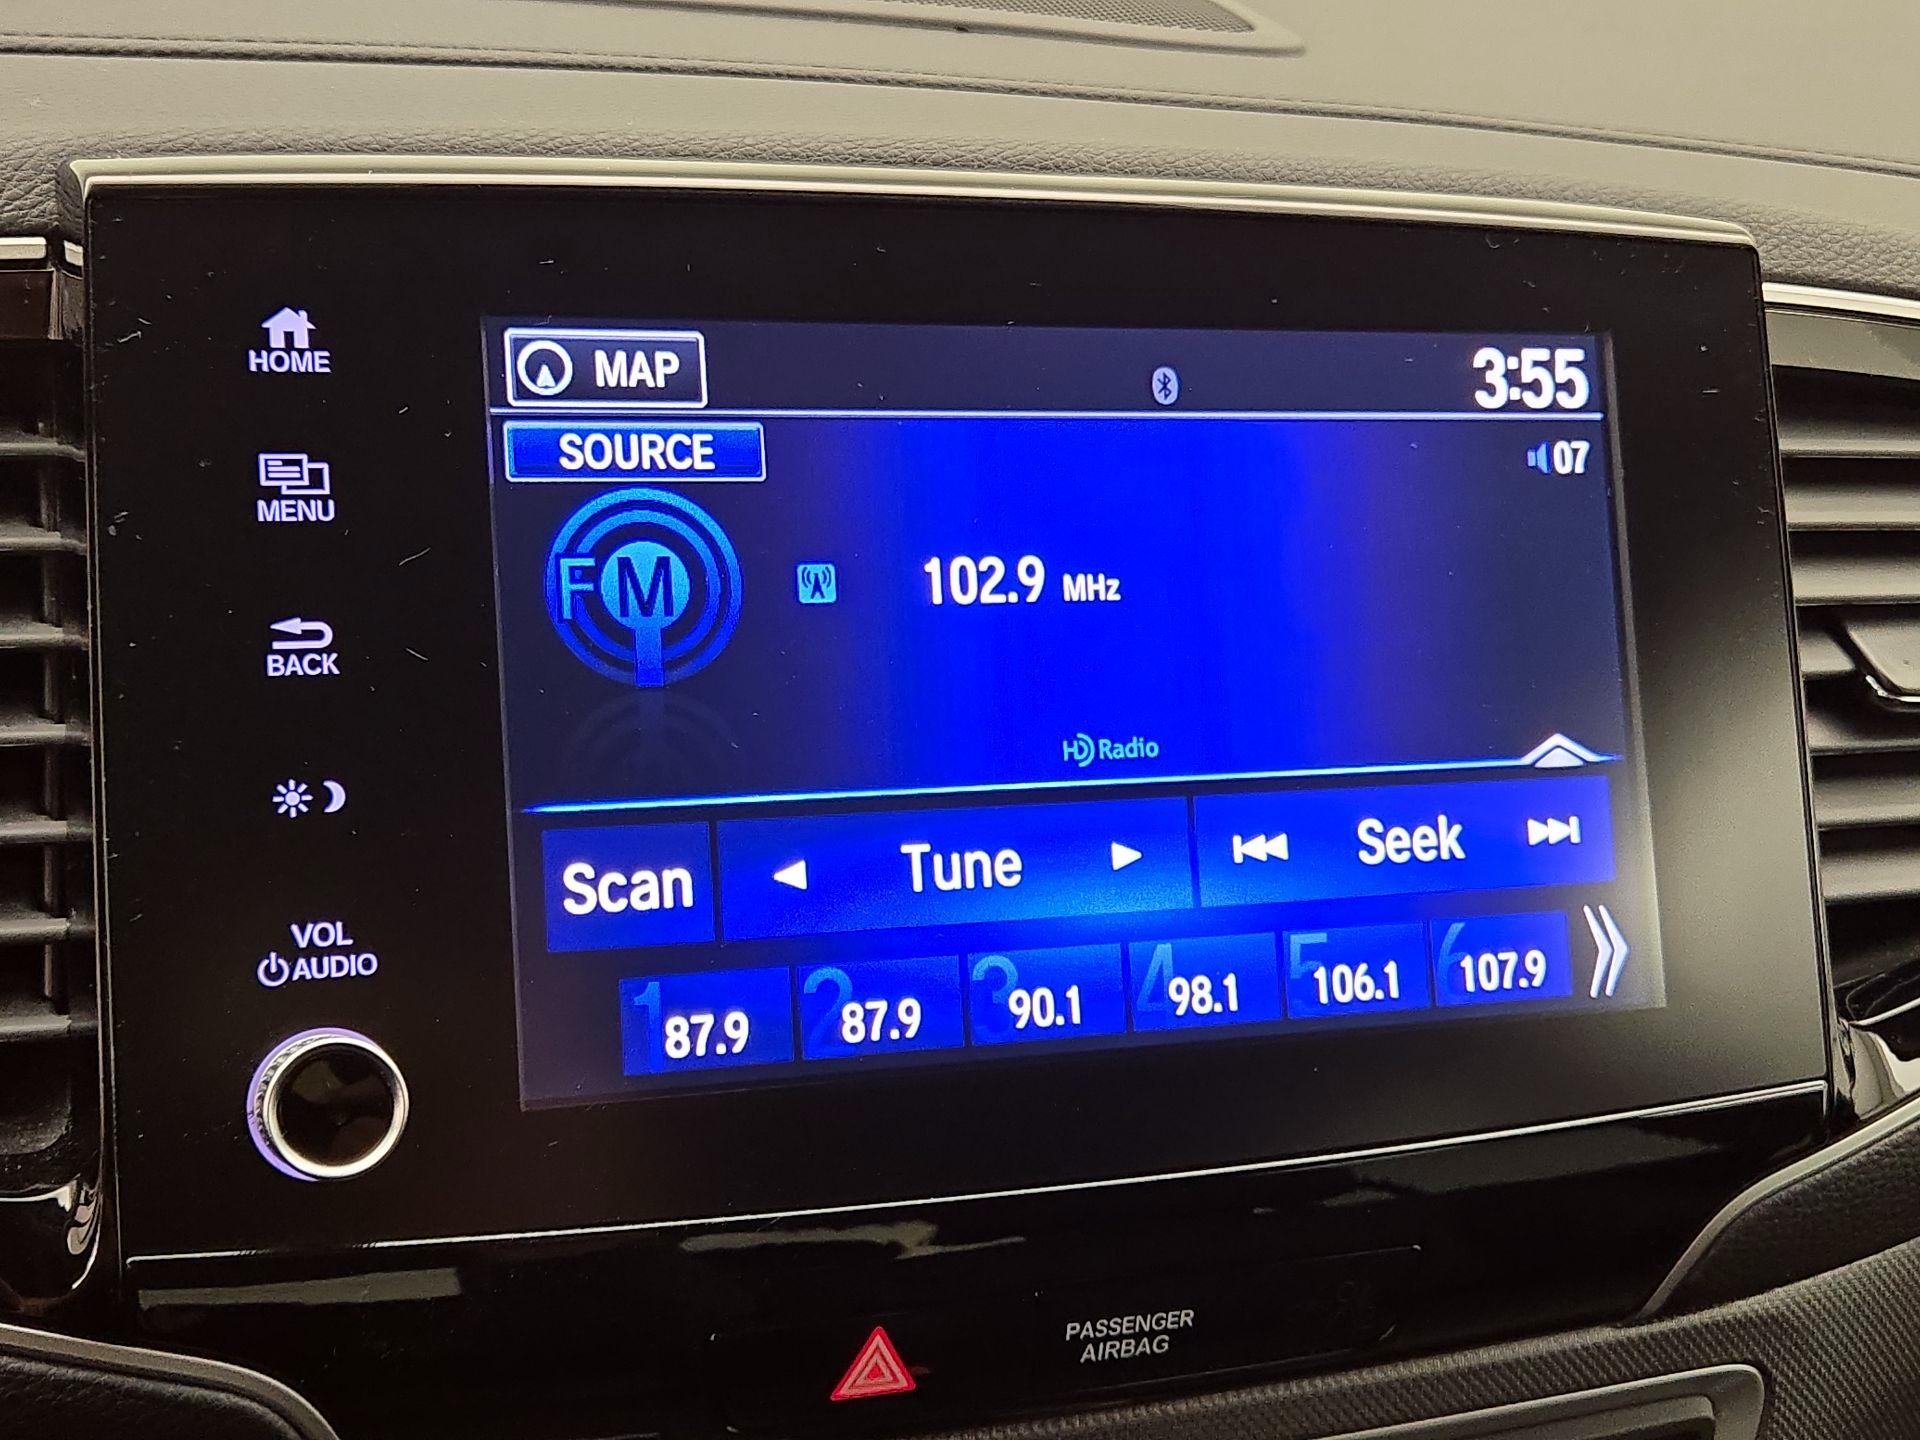 HOME
MENU
BACK
VOL
AUDIO
MAP
3:55
SOURCE
07
FM
102.9 MHz
HD Radio
Scan
Tune
Seek
1 87.9
2 87.9
3 90.1
4 98.1
5 106.1
6 107.9
PASSENGER
AIRBAG